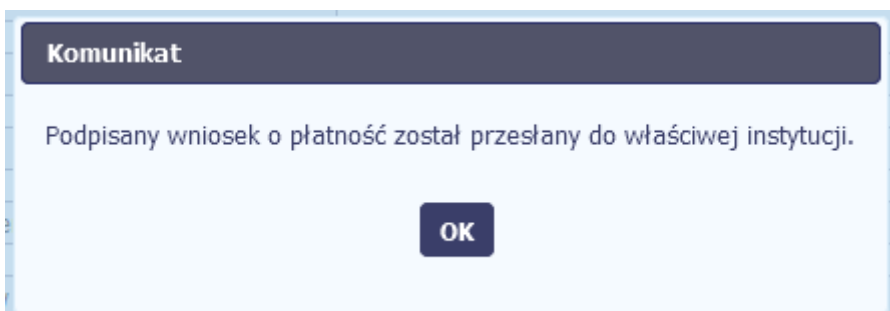 Komunikat
Podpisany wniosek o płatność został przesłany do właściwej instytucji.
OK